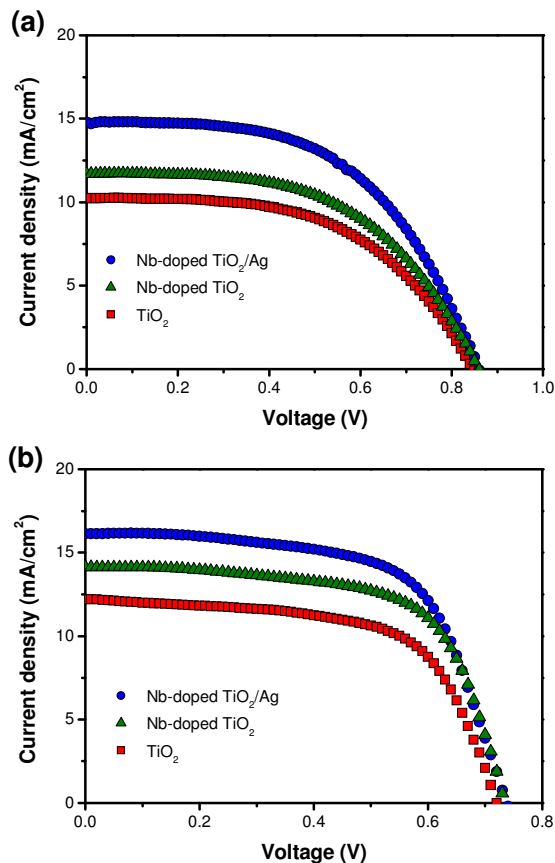 (a)
20
15
10
5
0
Current density (mA/cm²)
Nb-doped TiO₂/Ag
Nb-doped TiO₂
TiO₂
0.0 0.2 0.4 0.6 0.8 1.0
Voltage (V)
(b)
20
15
10
5
0
Current density (mA/cm²)
Nb-doped TiO₂/Ag
Nb-doped TiO₂
TiO₂
0.0 0.2 0.4 0.6 0.8
Voltage (V)